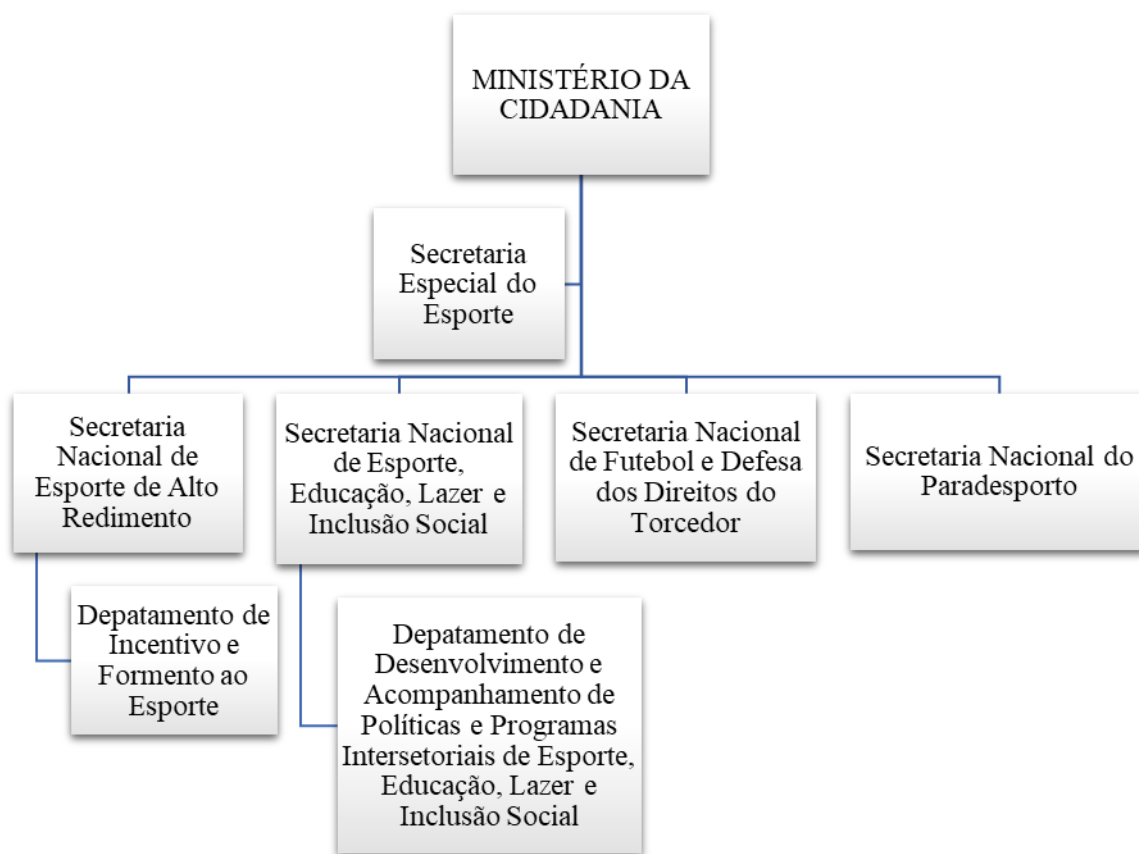 MINISTÉRIO DA
CIDADANIA
Secretaria
Especial do
Esporte
Secretaria
Nacional de
Esporte de Alto
Redimento
Secretaria Nacional
de Esporte,
Educação, Lazer e
Inclusão Social
Secretaria Nacional
de Futebol e Defesa
dos Direitos do
Torcedor
Secretaria Nacional do
Paradesporto
Depatamento de
Incentivo e
Formento ao
Esporte
Depatamento de
Desenvolvimento e
Acompanhamento de
Políticas e Programas
Intersetoriais de Esporte,
Educação, Lazer e
Inclusão Social